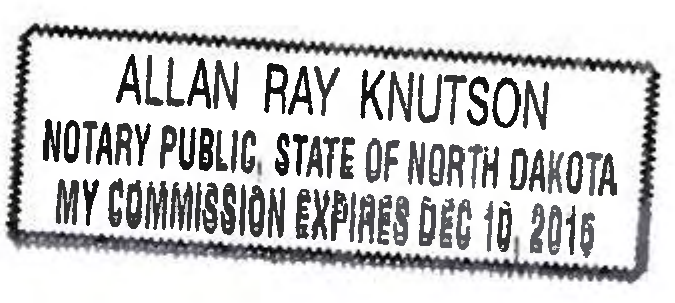 ALLAN RAY KNUTSON
NOTARY PUBLIC, STATE OF NORTH DAKOTA
MY COMMISSION EXPIRES DEC 10, 2016